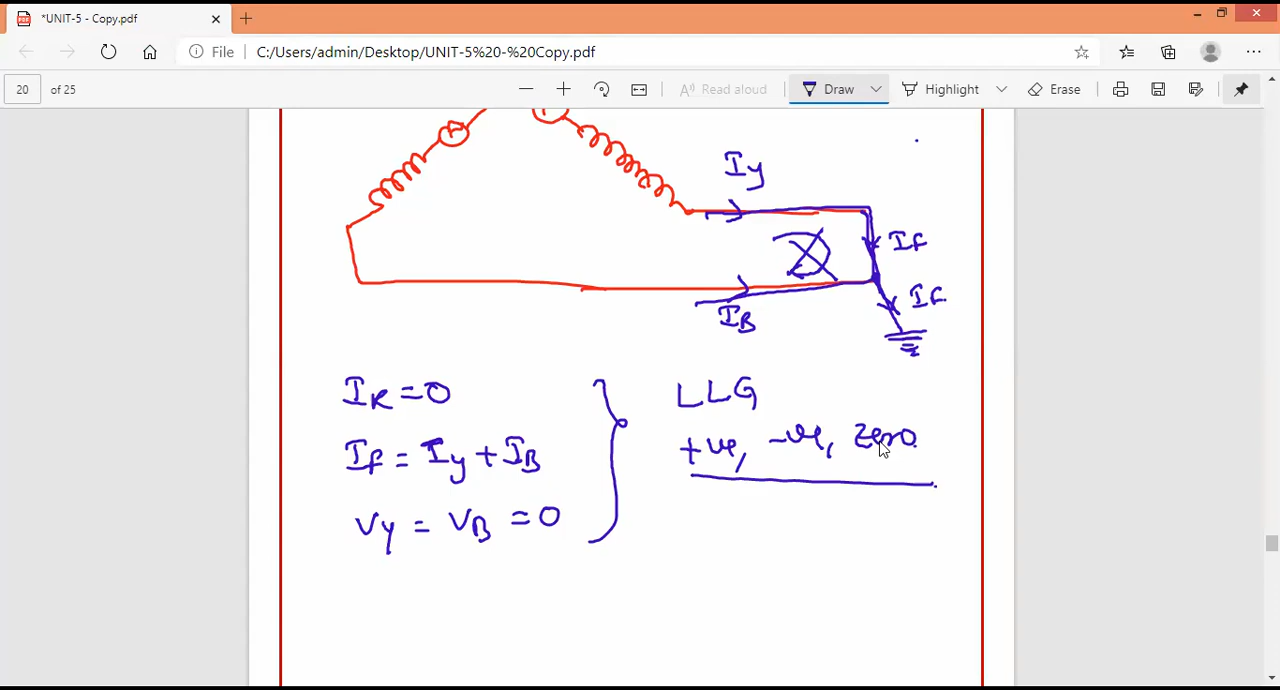 *UNIT-5 - Copy.pdf
File C:/Users/admin/Desktop/UNIT-5%20-%20Copy.pdf
20 of 25 Read aloud Draw Highlight Erase
Iy
If
If
IB
IR = 0
If = Iy + IB
Vy = VB = 0
LLG
+ve, -ve, zero